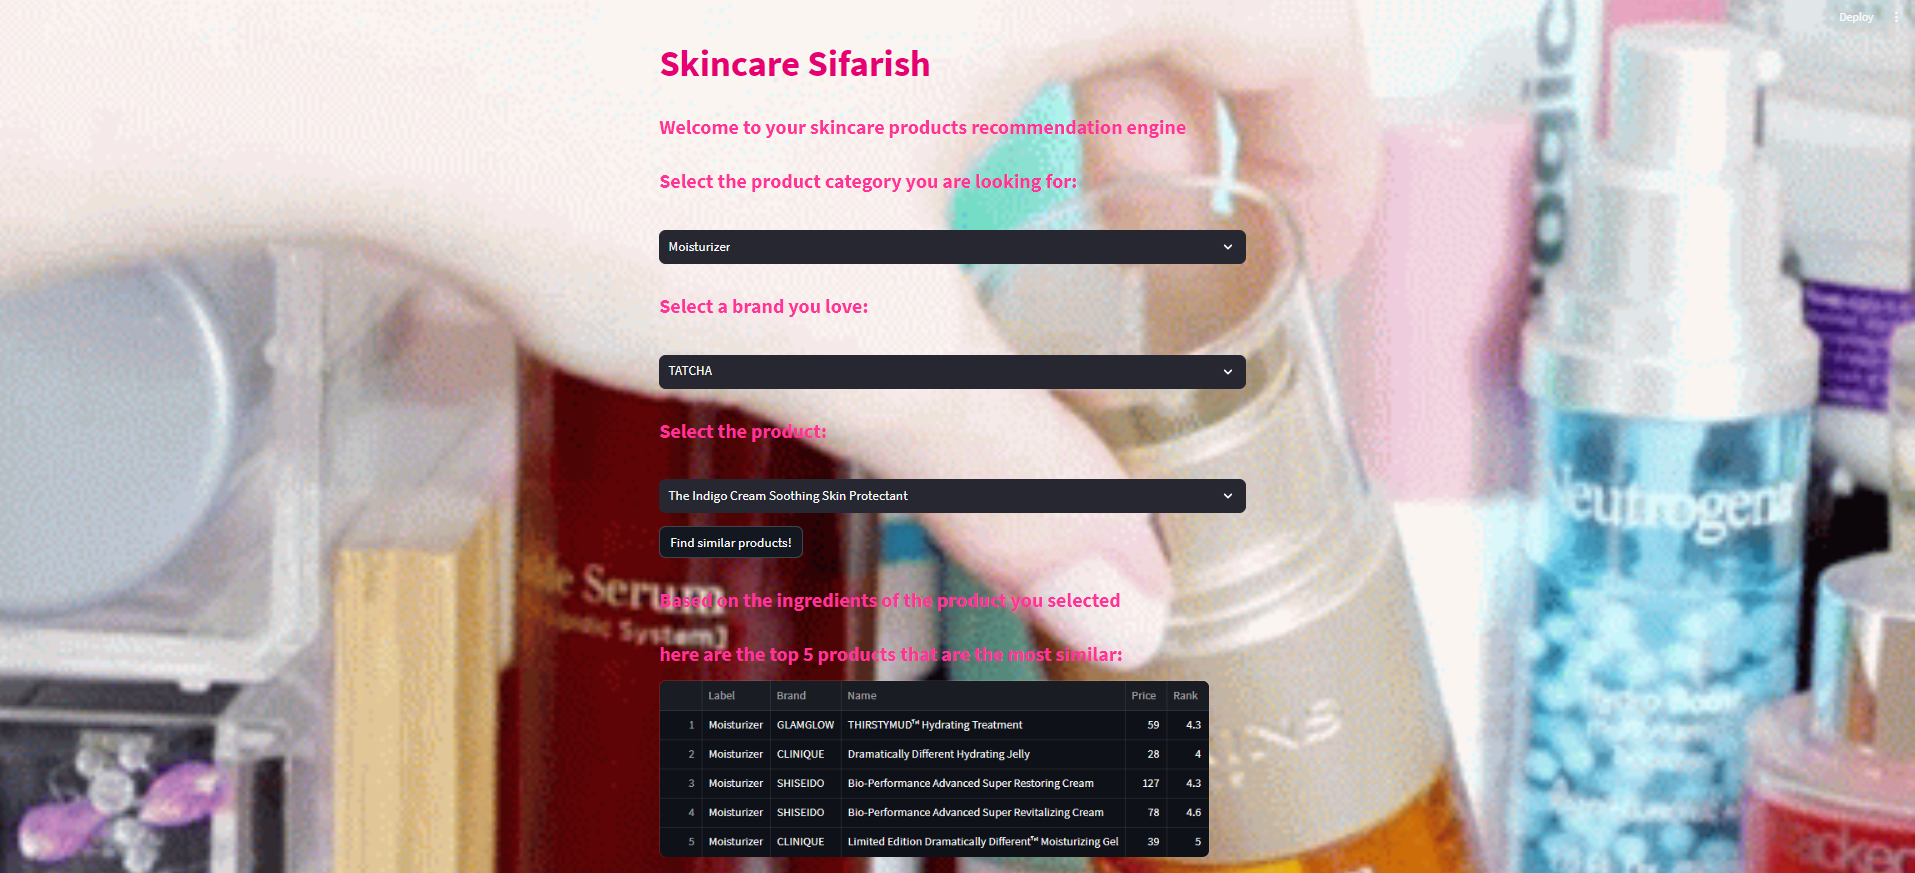 Deploy
Skincare Sifarish
Welcome to your skincare products recommendation engine
Select the product category you are looking for:
Moisturizer
Select a brand you love:
TATCHA
Select the product:
The Indigo Cream Soothing Skin Protectant
Find similar products!
Serum
System]
Neutrogena
Based on the ingredients of the product you selected
here are the top 5 products that are the most similar:
Label Brand Name Price Rank
1 Moisturizer GLAMGLOW THIRSTYMUD™ Hydrating Treatment 59 4.3
2 Moisturizer CLINIQUE Dramatically Different Hydrating Jelly 28 4
3 Moisturizer SHISEIDO Bio-Performance Advanced Super Restoring Cream 127 4.3
4 Moisturizer SHISEIDO Bio-Performance Advanced Super Revitalizing Cream 78 4.6
5 Moisturizer CLINIQUE Limited Edition Dramatically Different™ Moisturizing Gel 39 5